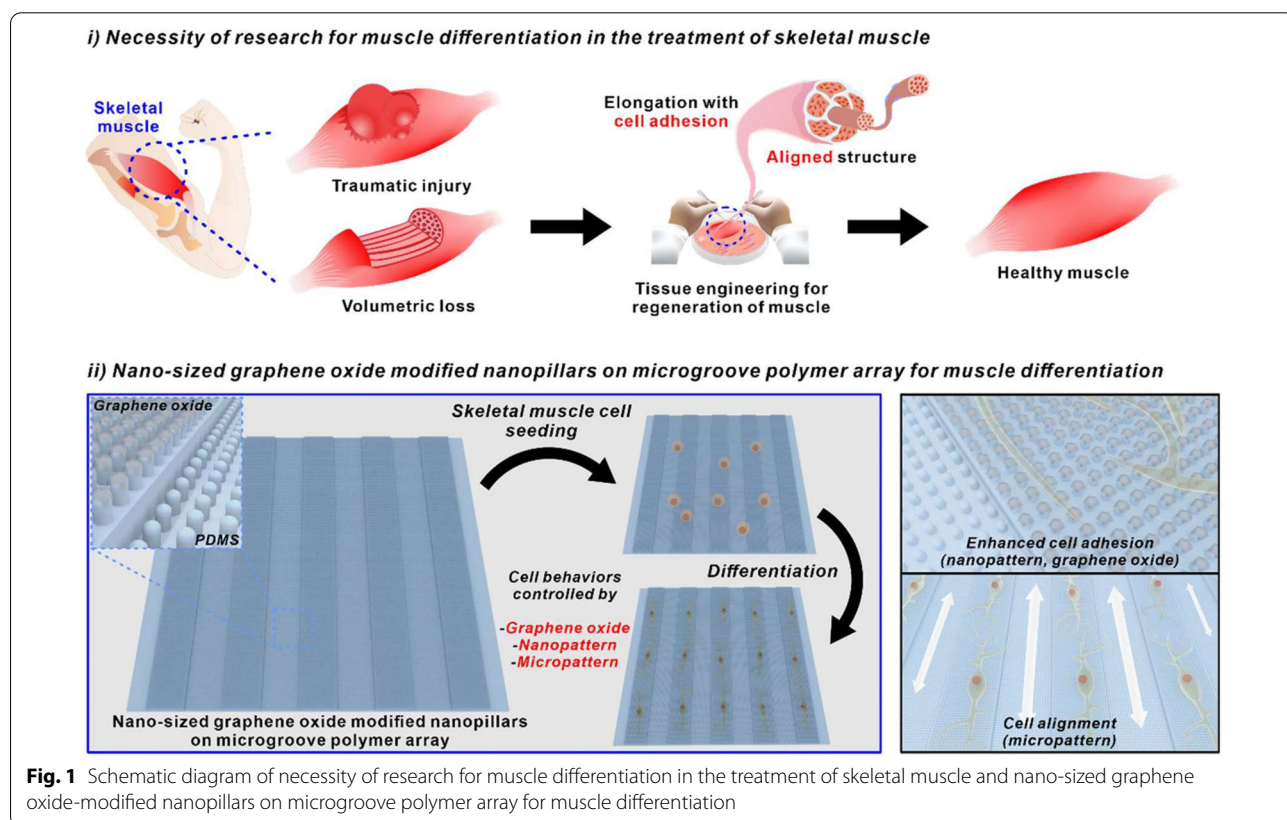 i) Necessity of research for muscle differentiation in the treatment of skeletal muscle
Skeletal
muscle
Traumatic injury
Volumetric loss
Elongation with
cell adhesion
Aligned structure
Tissue engineering for
regeneration of muscle
Healthy muscle
ii) Nano-sized graphene oxide modified nanopillars on microgroove polymer array for muscle differentiation
Graphene oxide
PDMS
Nano-sized graphene oxide modified nanopillars
on microgroove polymer array
Skeletal muscle cell
seeding
Differentiation
Cell behaviors
controlled by
-Graphene oxide
-Nanopattern
-Micropattern
Enhanced cell adhesion
(nanopattern, graphene oxide)
Cell alignment
(micropattern)
Fig. 1 Schematic diagram of necessity of research for muscle differentiation in the treatment of skeletal muscle and nano-sized graphene
oxide-modified nanopillars on microgroove polymer array for muscle differentiation